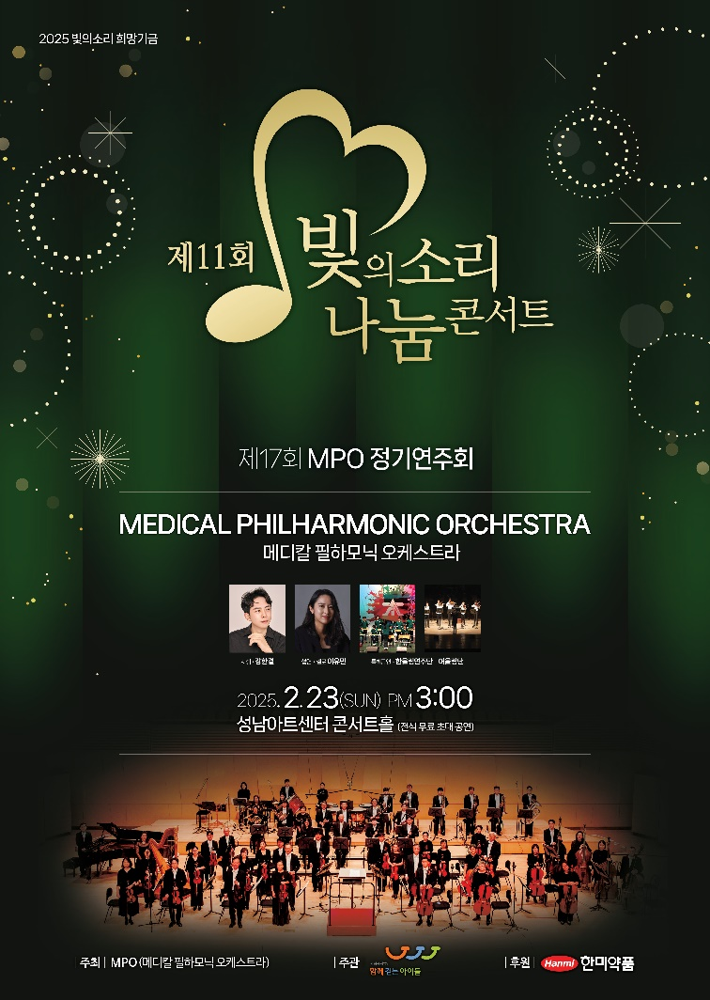 2025 빛의소리 희망기금
제11회 빛의소리
나눔콘서트
제17회 MPO 정기연주회
MEDICAL PHILHARMONIC ORCHESTRA
메디칼 필하모닉 오케스트라
김한결
이유민
한울림연주단
어울림단
2025. 2. 23(SUN) PM 3:00
성남아트센터 콘서트홀 (전석 무료 초대 공연)
주최 | MPO (메디칼 필하모닉 오케스트라)
| 주관
함께 걷는 아이들
| 후원 | Hanmi 한미약품